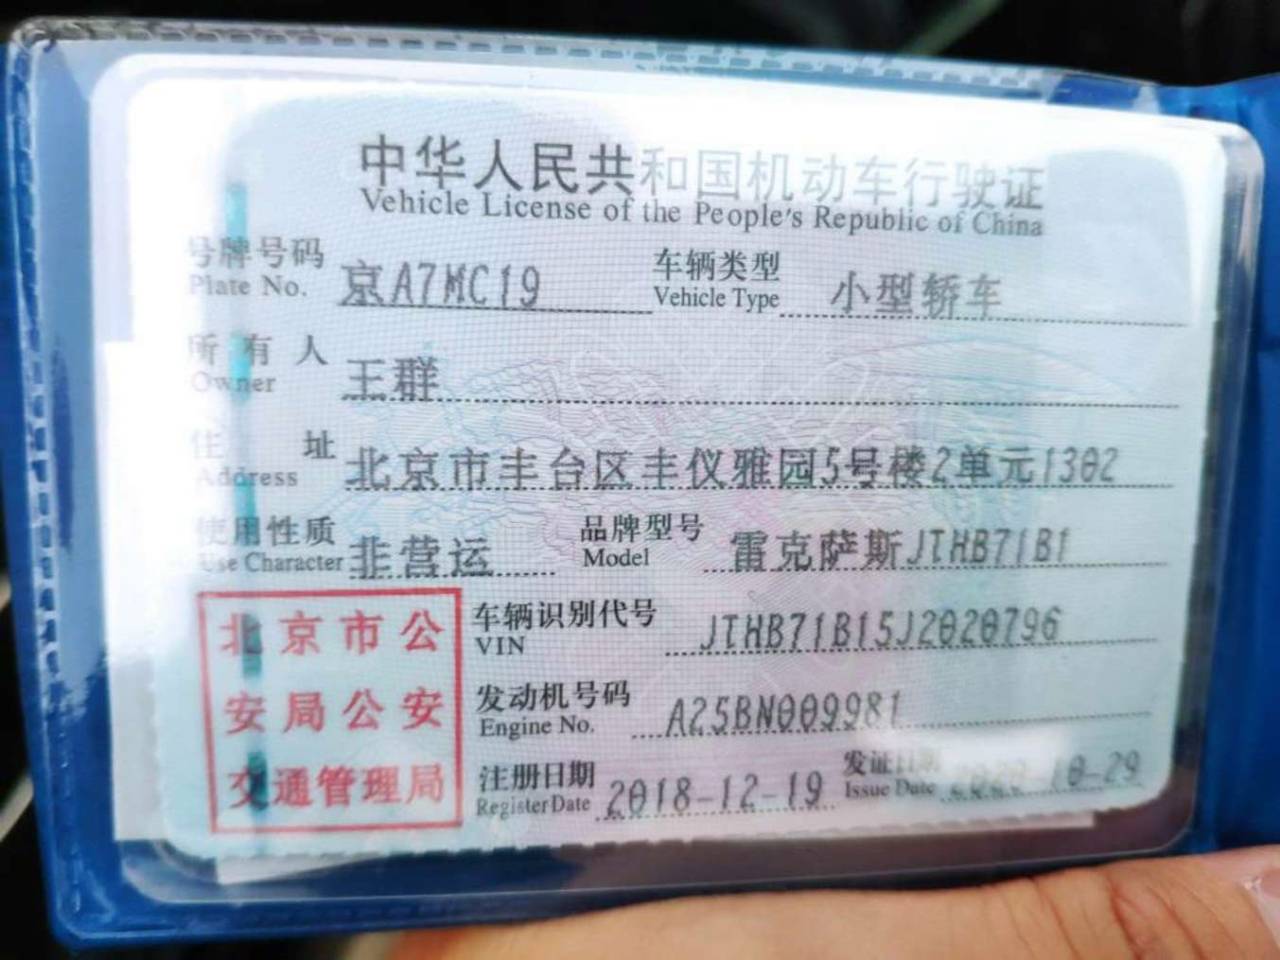 中华人民共和国机动车行驶证
Vehicle License of the People's Republic of China
号牌号码 京A7MC19 车辆类型 小型轿车
Plate No. Vehicle Type
所有人 王群
Owner
住址 北京市丰台区丰仪雅园5号楼2单元1302
Address
使用性质 非营运 品牌型号 雷克萨斯JTHB71B1
Use Character Model
北京市公
安局公安
交通管理局
车辆识别代号 JTHB71B15J2020796
VIN
发动机号码 A25BN009981
Engine No.
注册日期 2018-12-19 发证日期 2020-10-29
Register Date Issue Date